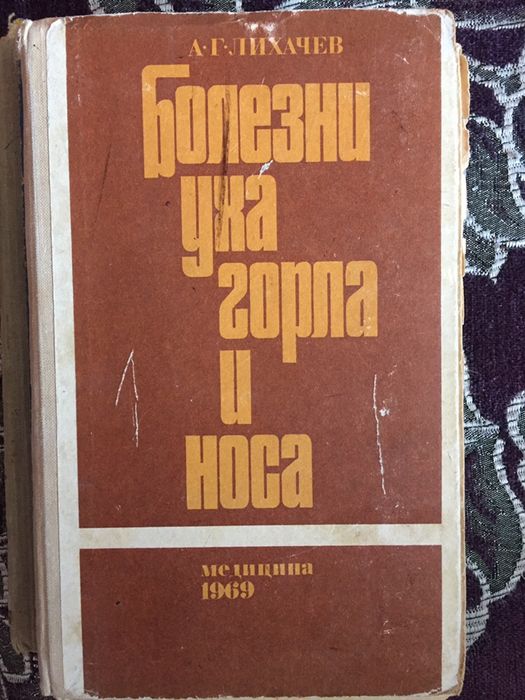 А·Г·ЛИХАЧЕВ
Болезни
уха
горла
и
носа
медицина
1969